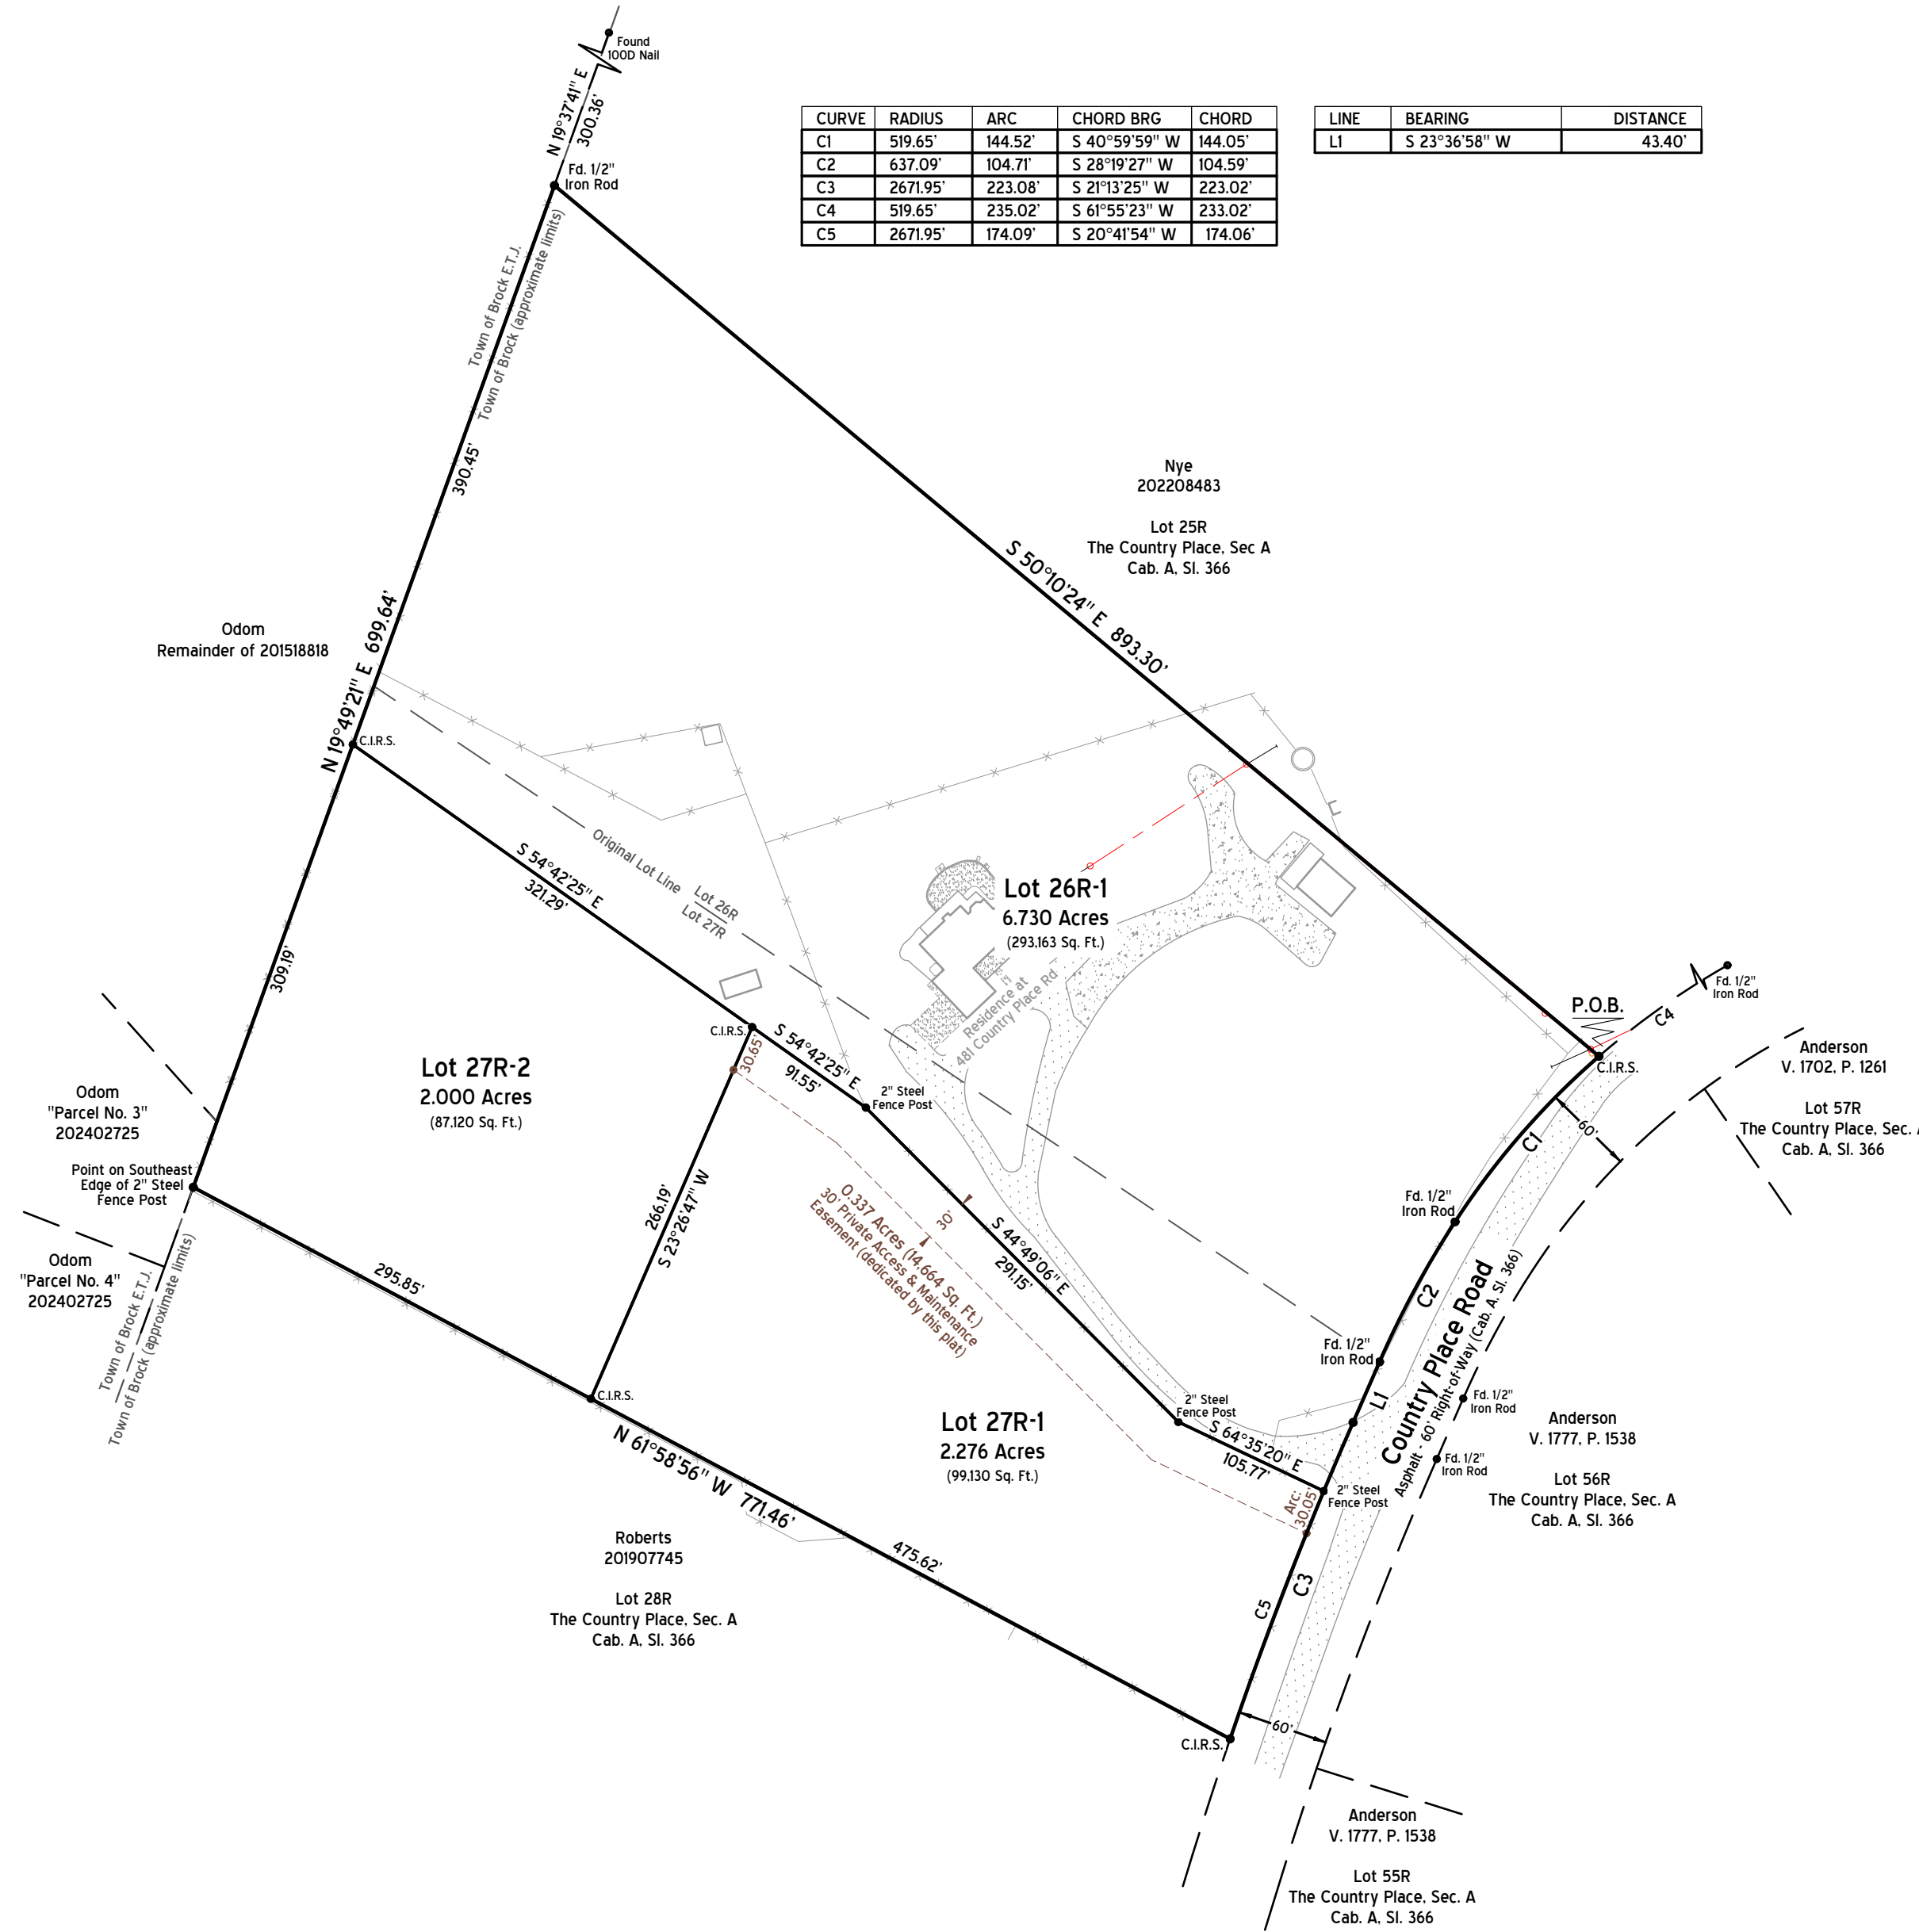 Found
100D Nail
N 19°37'41" E
300.36'
Fd. 1/2"
Iron Rod
CURVE RADIUS ARC CHORD BRG CHORD
C1 519.65' 144.52' S 40°59'59" W 144.05'
C2 637.09' 104.71' S 28°19'27" W 104.59'
C3 2671.95' 223.08' S 21°13'25" W 223.02'
C4 519.65' 235.02' S 61°55'23" W 233.02'
C5 2671.95' 174.09' S 20°41'54" W 174.06'
LINE BEARING DISTANCE
L1 S 23°36'58" W 43.40'
Town of Brock E.T.J.
Town of Brock (approximate limits)
390.45'
Nye
202208483
Lot 25R
The Country Place, Sec A
Cab. A, Sl. 366
S 50°10'24" E 893.30'
Odom
Remainder of 201518818
N 19°49'21" E 699.64'
C.I.R.S.
S 54°42'25" E
321.29'
Original Lot Line
Lot 26R
Lot 27R
Lot 26R-1
6.730 Acres
(293,163 Sq. Ft.)
Residence at
481 Country Place Rd
309.19'
C.I.R.S.
30.65'
S 54°42'25" E
91.55'
2" Steel
Fence Post
P.O.B.
C.I.R.S.
C4
Fd. 1/2"
Iron Rod
Anderson
V. 1702, P. 1261
Lot 57R
The Country Place, Sec.
Cab. A, Sl. 366
Lot 27R-2
2.000 Acres
(87,120 Sq. Ft.)
Odom
"Parcel No. 3"
202402725
Point on Southeast
Edge of 2" Steel
Fence Post
Odom
"Parcel No. 4"
202402725
Town of Brock E.T.J.
Town of Brock (approximate limits)
295.85'
266.19'
S 23°26'47" W
0.337 Acres (14,664 Sq. Ft.)
30' Private Access & Maintenance
Easement (dedicated by this plat)
30'
S 44°49'06" E
291.15'
60'
C1
Fd. 1/2"
Iron Rod
C2
Fd. 1/2"
Iron Rod
L1
Country Place Road
Asphalt - 60' Right-of-Way (Cab. A, Sl. 366)
Fd. 1/2"
Iron Rod
Fd. 1/2"
Iron Rod
Anderson
V. 1777, P. 1538
Lot 56R
The Country Place, Sec. A
Cab. A, Sl. 366
C.I.R.S.
N 61°58'56" W 771.46'
Lot 27R-1
2.276 Acres
(99,130 Sq. Ft.)
2" Steel
Fence Post
S 64°35'20" E
105.77'
2" Steel
Fence Post
Arc:
30.05'
C3
C5
475.62'
Roberts
201907745
Lot 28R
The Country Place, Sec. A
Cab. A, Sl. 366
C.I.R.S.
60'
Anderson
V. 1777, P. 1538
Lot 55R
The Country Place, Sec. A
Cab. A, Sl. 366